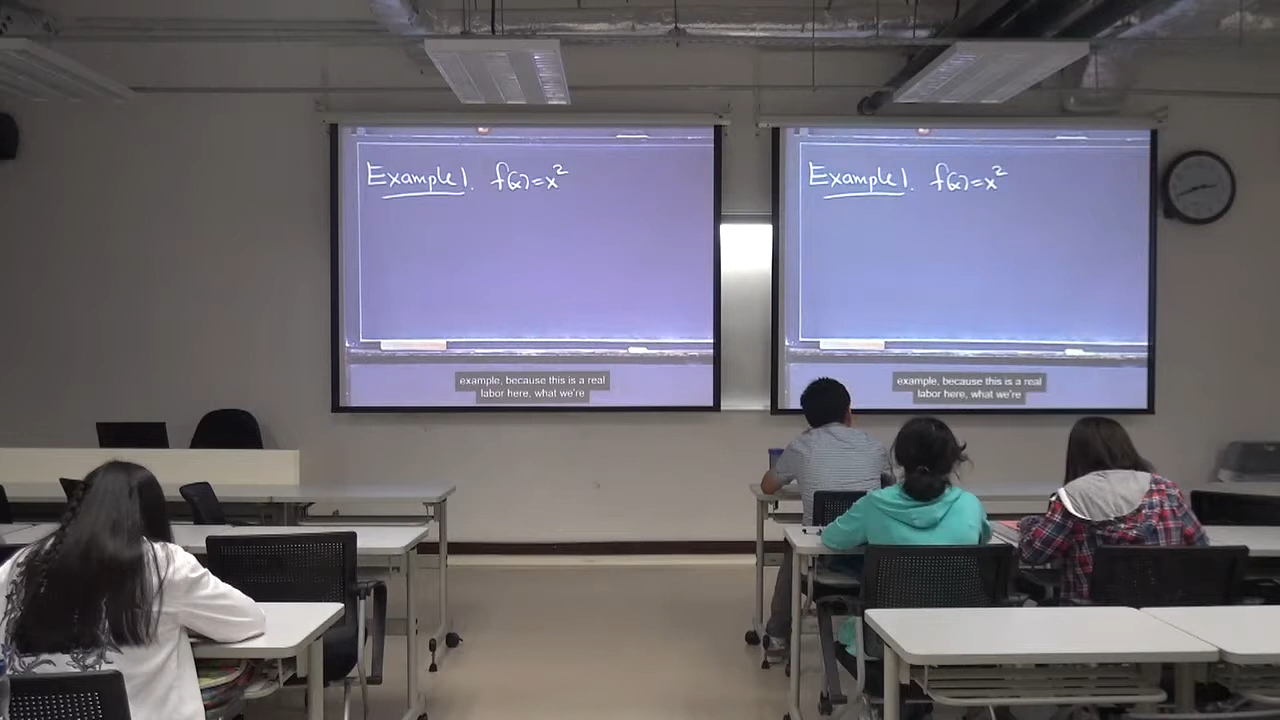 Example 1. f(x)=x²
example, because this is a real
labor here, what we're
Example 1. f(x)=x²
example, because this is a real
labor here, what we're